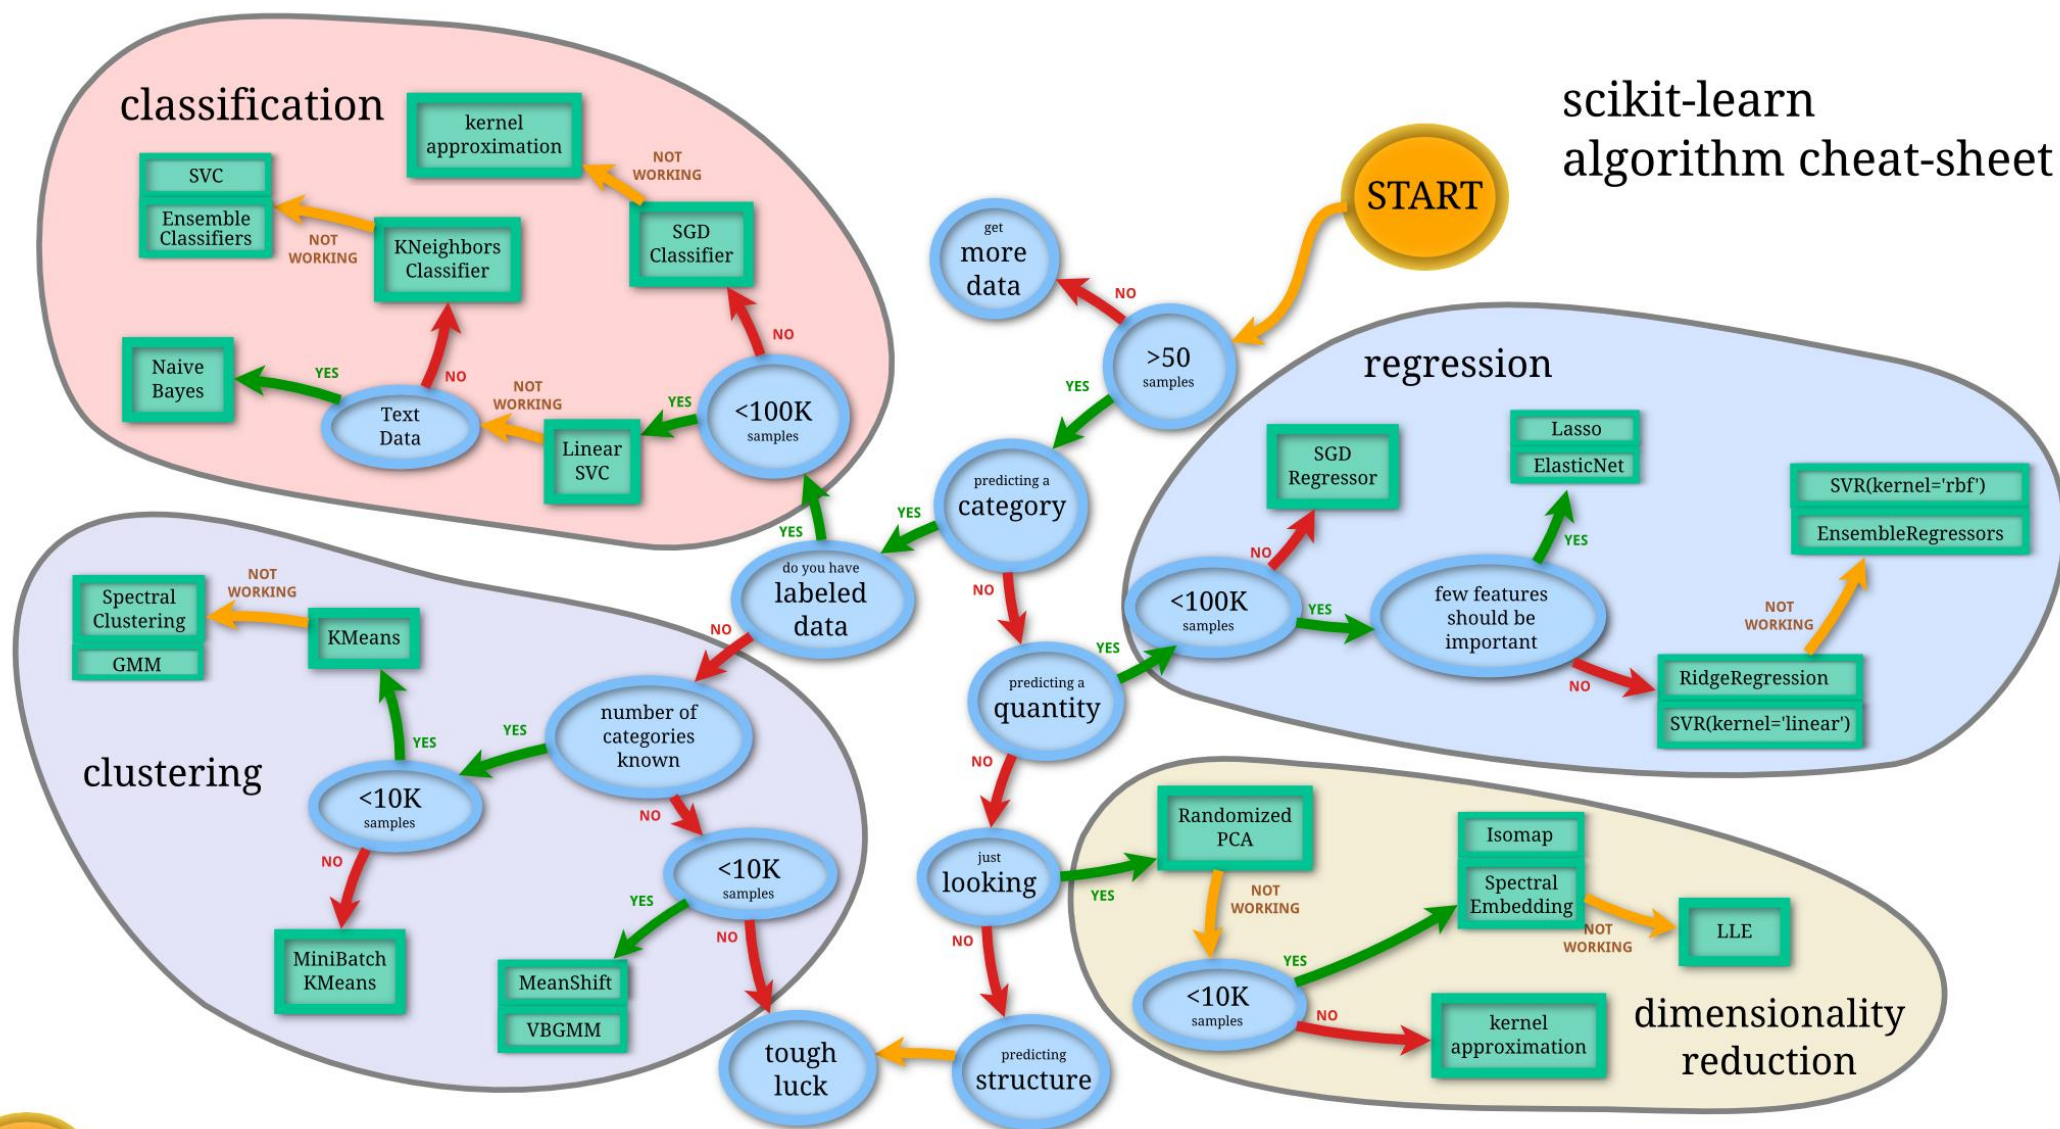 scikit-learn
algorithm cheat-sheet
START
classification
kernel
approximation
NOT
WORKING
SVC
Ensemble
Classifiers
NOT
WORKING
KNeighbors
Classifier
SGD
Classifier
NO
Naive
Bayes
YES
Text
Data
NO
NOT
WORKING
Linear
SVC
YES
<100K
samples
YES
get
more
data
NO
>50
samples
YES
predicting a
category
YES
do you have
labeled
data
NO
NO
predicting a
quantity
YES
NO
just
looking
YES
NO
predicting
structure
tough
luck
regression
SGD
Regressor
NO
<100K
samples
YES
few features
should be
important
YES
Lasso
ElasticNet
NO
RidgeRegression
SVR(kernel='linear')
NOT
WORKING
SVR(kernel='rbf')
EnsembleRegressors
clustering
Spectral
Clustering
GMM
NOT
WORKING
KMeans
YES
<10K
samples
NO
MiniBatch
KMeans
YES
number of
categories
known
NO
<10K
samples
YES
MeanShift
VBGMM
NO
Randomized
PCA
NOT
WORKING
<10K
samples
YES
Isomap
Spectral
Embedding
NOT
WORKING
LLE
NO
kernel
approximation
dimensionality
reduction